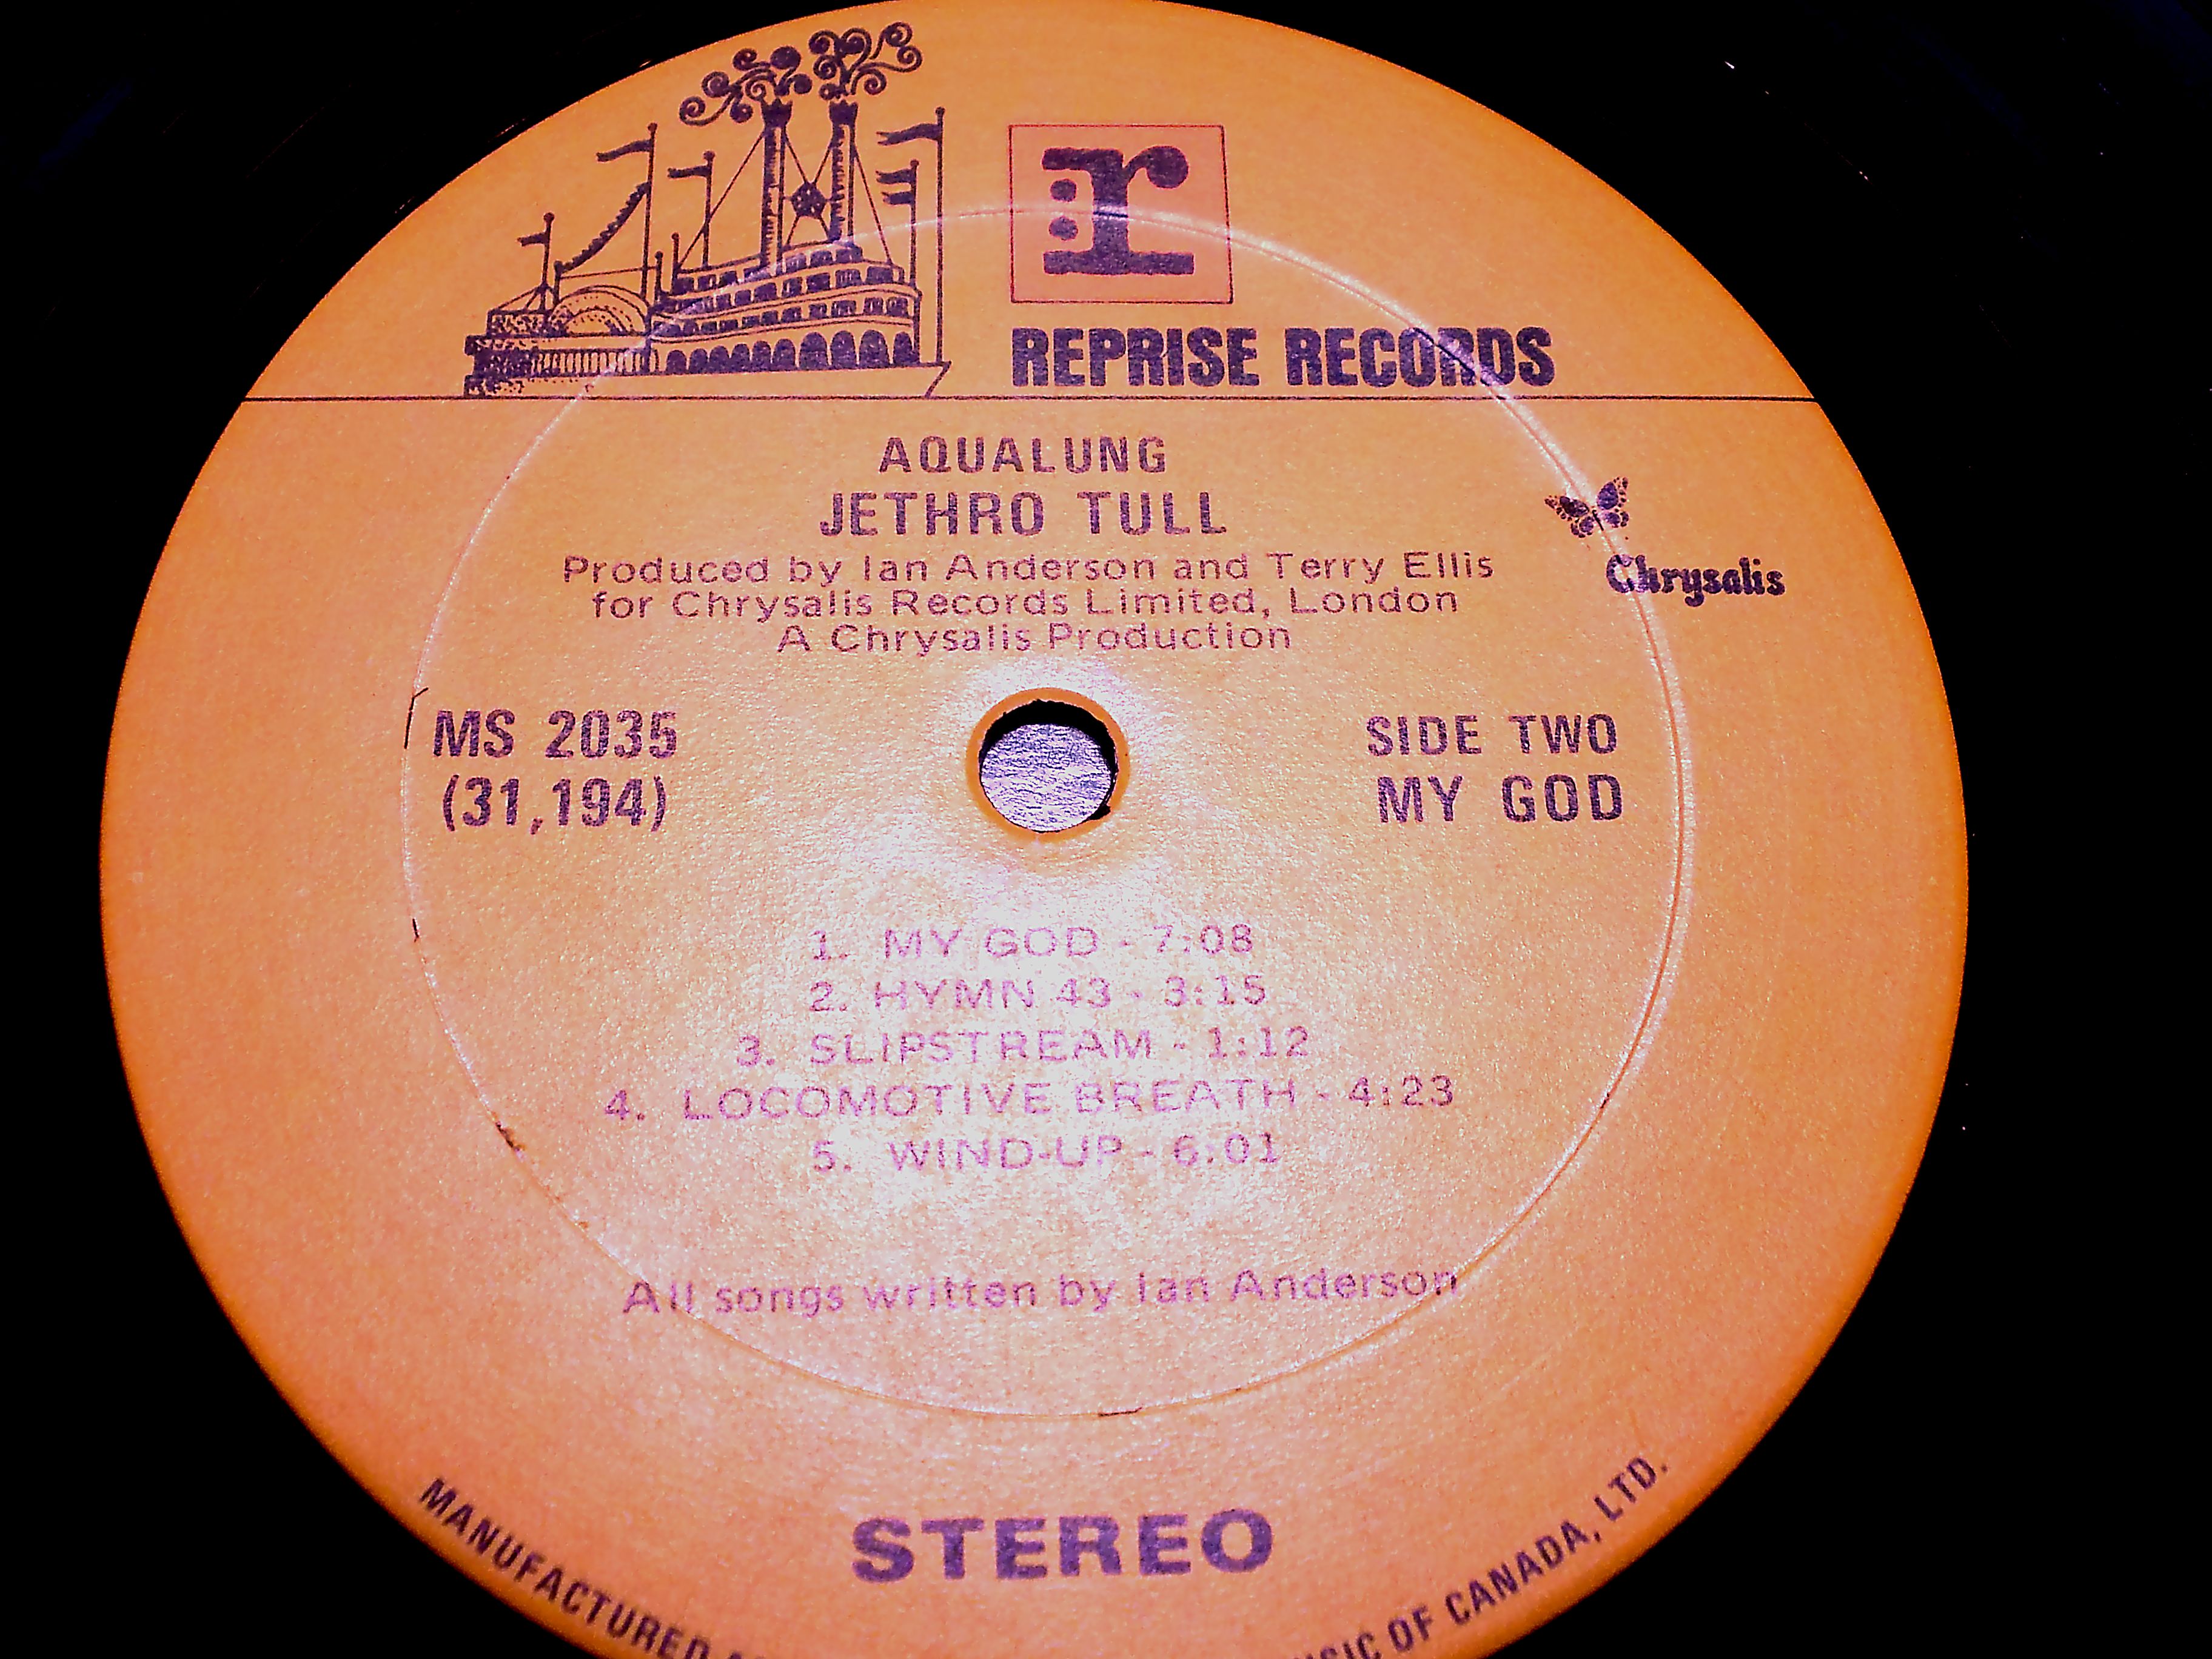 r:
REPRISE RECORDS
AQUALUNG
JETHRO TULL
Produced by Ian Anderson and Terry Ellis
for Chrysalis Records Limited, London
A Chrysalis Production
Chrysalis
MS 2035
(31,194)
SIDE TWO
MY GOD
1. MY GOD - 7:08
2. HYMN 43 - 3:15
3. SLIPSTREAM - 1:12
4. LOCOMOTIVE BREATH - 4:23
5. WIND-UP - 6:01
All songs written by Ian Anderson
STEREO
MANUFACTURED
OF CANADA, LTD.